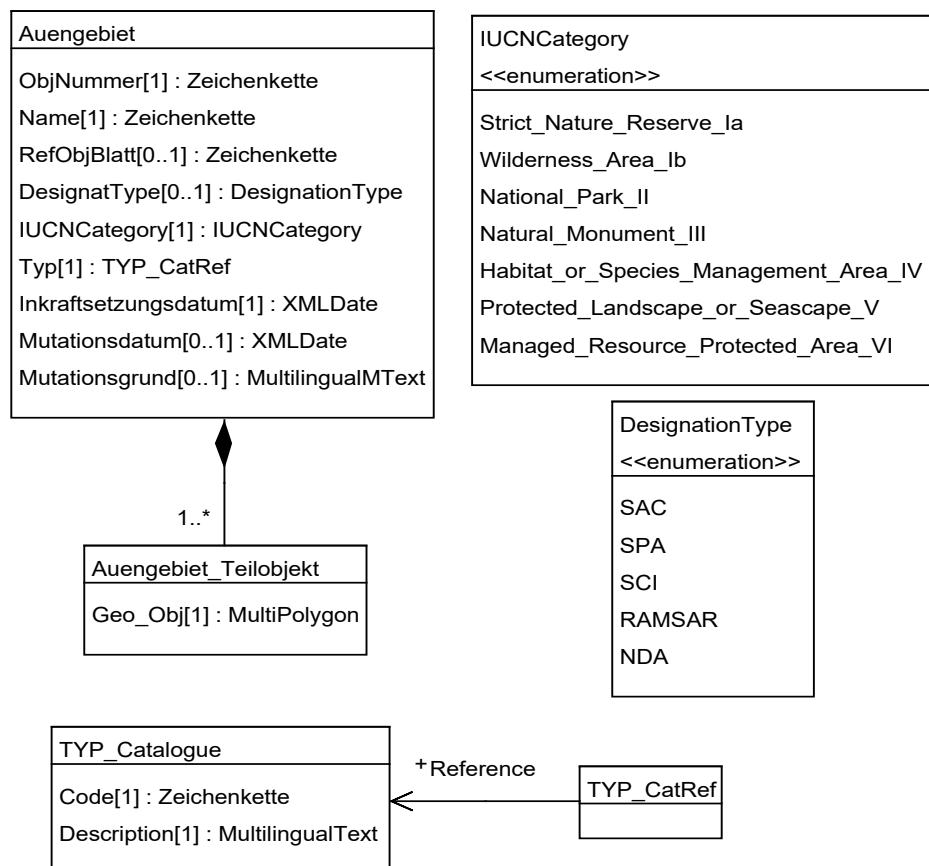 Auengebiet
ObjNummer[1] : Zeichenkette
Name[1] : Zeichenkette
RefObjBlatt[0..1] : Zeichenkette
DesignatType[0..1] : DesignationType
IUCNCategory[1] : IUCNCategory
Typ[1] : TYP_CatRef
Inkraftsetzungsdatum[1] : XMLDate
Mutationsdatum[0..1] : XMLDate
Mutationsgrund[0..1] : MultilingualMText
IUCNCategory
<<enumeration>>
Strict_Nature_Reserve_Ia
Wilderness_Area_Ib
National_Park_II
Natural_Monument_III
Habitat_or_Species_Management_Area_IV
Protected_Landscape_or_Seascape_V
Managed_Resource_Protected_Area_VI
1..*
Auengebiet_Teilobjekt
Geo_Obj[1] : MultiPolygon
DesignationType
<<enumeration>>
SAC
SPA
SCI
RAMSAR
NDA
TYP_Catalogue
Code[1] : Zeichenkette
Description[1] : MultilingualText
+Reference
TYP_CatRef